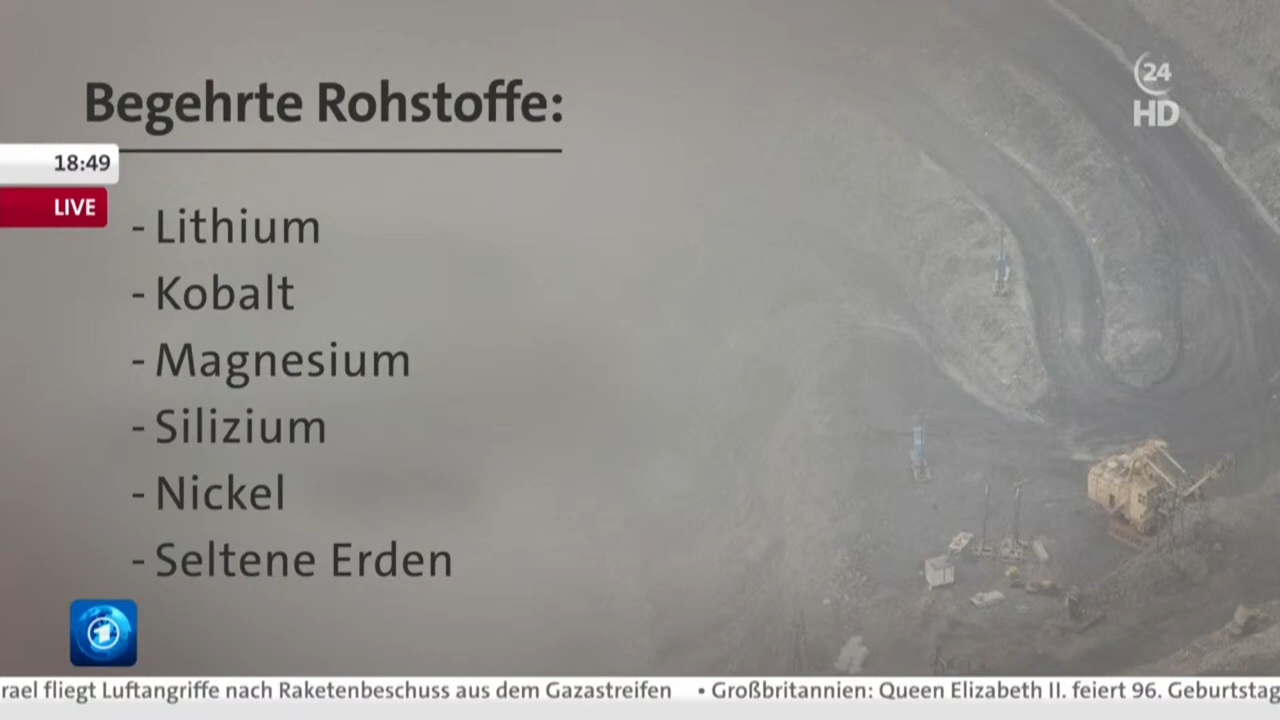 Begehrte Rohstoffe:
24
HD
18:49
LIVE
- Lithium
- Kobalt
- Magnesium
- Silizium
- Nickel
- Seltene Erden
1
rael fliegt Luftangriffe nach Raketenbeschuss aus dem Gazastreifen • Großbritannien: Queen Elizabeth II. feiert 96. Geburtstag